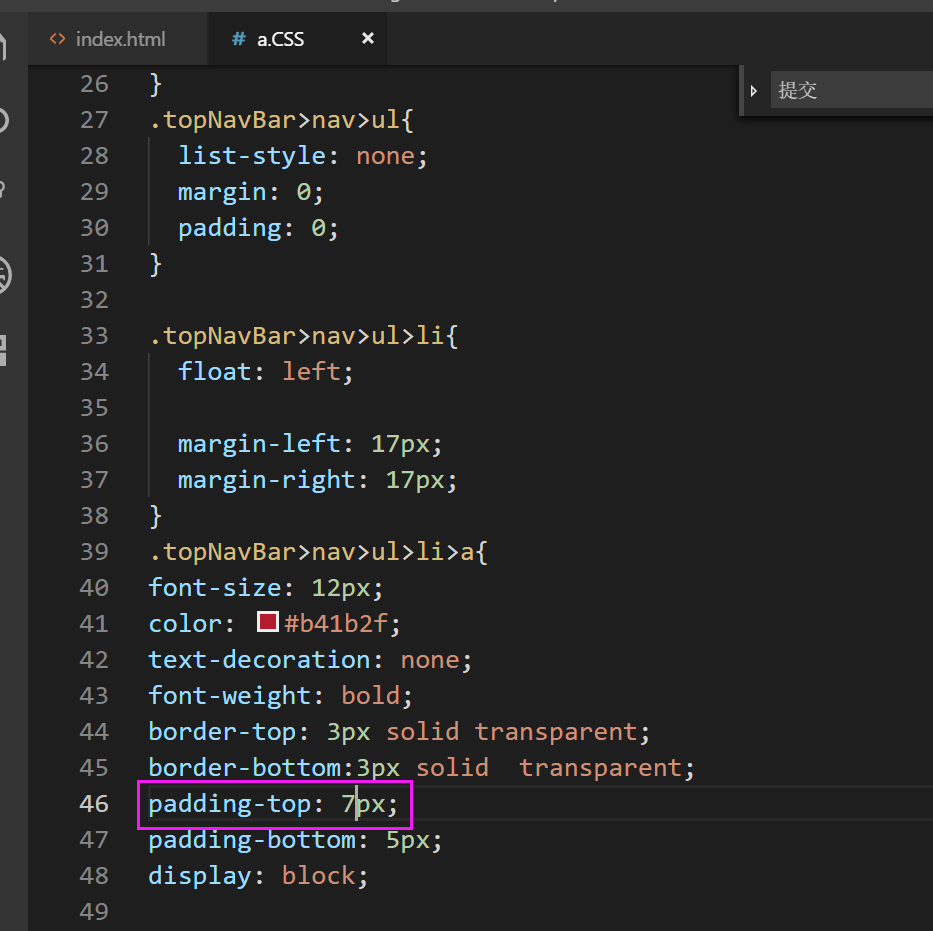 <> index.html # a.CSS ×
提交
26 }
27 .topNavBar>nav>ul{
28 list-style: none;
29 margin: 0;
30 padding: 0;
31 }
32
33 .topNavBar>nav>ul>li{
34 float: left;
35
36 margin-left: 17px;
37 margin-right: 17px;
38 }
39 .topNavBar>nav>ul>li>a{
40 font-size: 12px;
41 color: #b41b2f;
42 text-decoration: none;
43 font-weight: bold;
44 border-top: 3px solid transparent;
45 border-bottom:3px solid  transparent;
46 padding-top: 7px;
47 padding-bottom: 5px;
48 display: block;
49